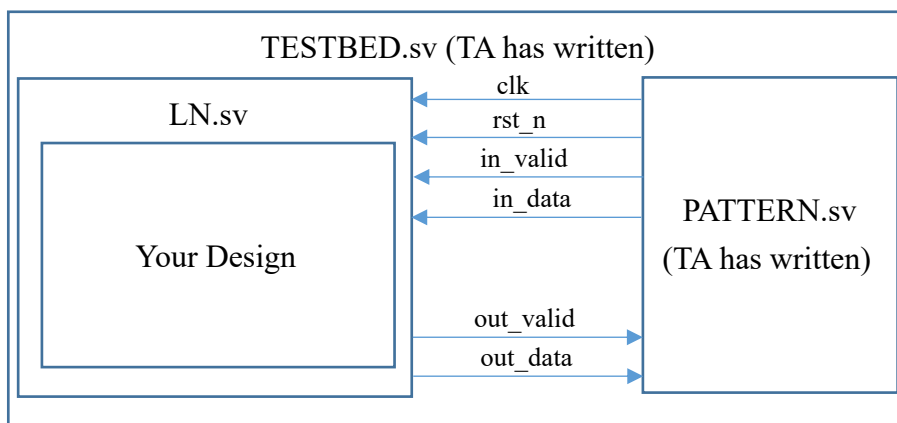 TESTBED.sv (TA has written)
LN.sv
Your Design
clk
rst_n
in_valid
in_data
out_valid
out_data
PATTERN.sv
(TA has written)